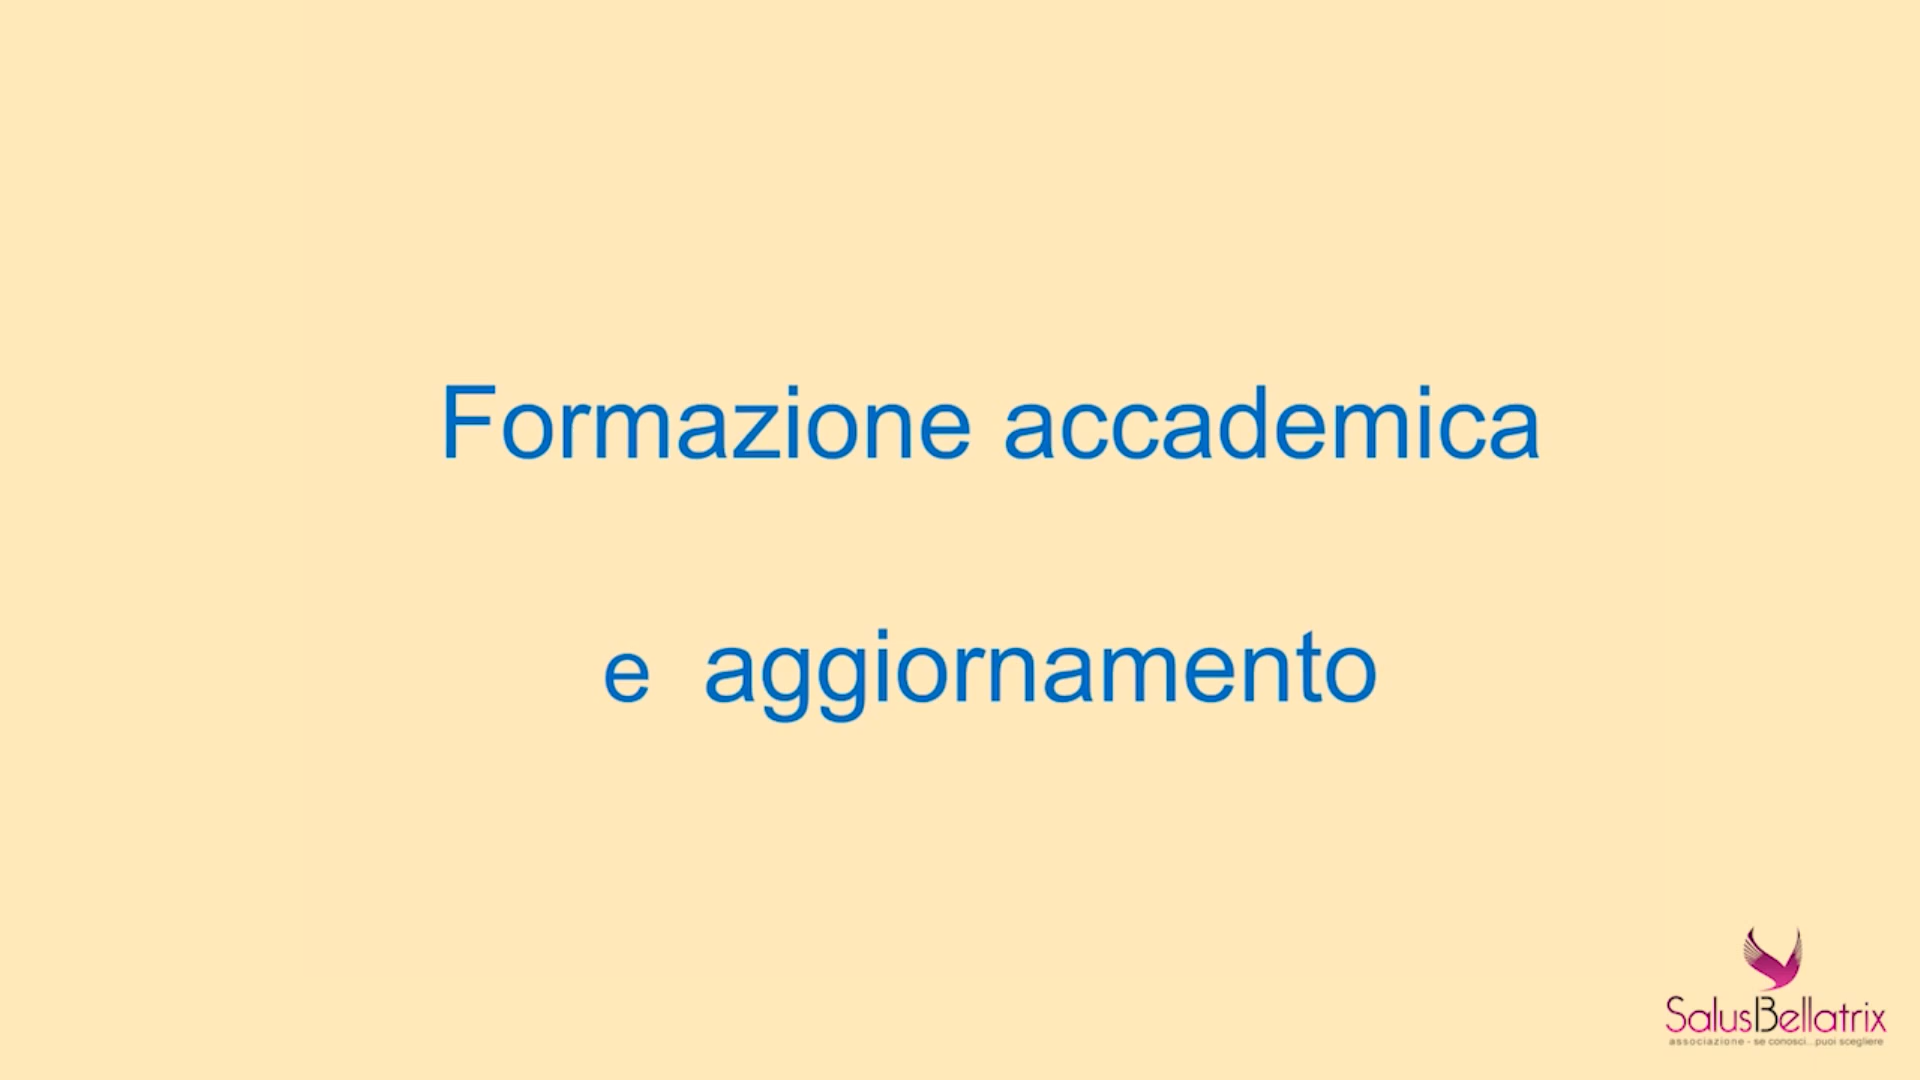 Formazione accademica
e aggiornamento
SalusBellatrix
associazione - se conosci...puoi scegliere